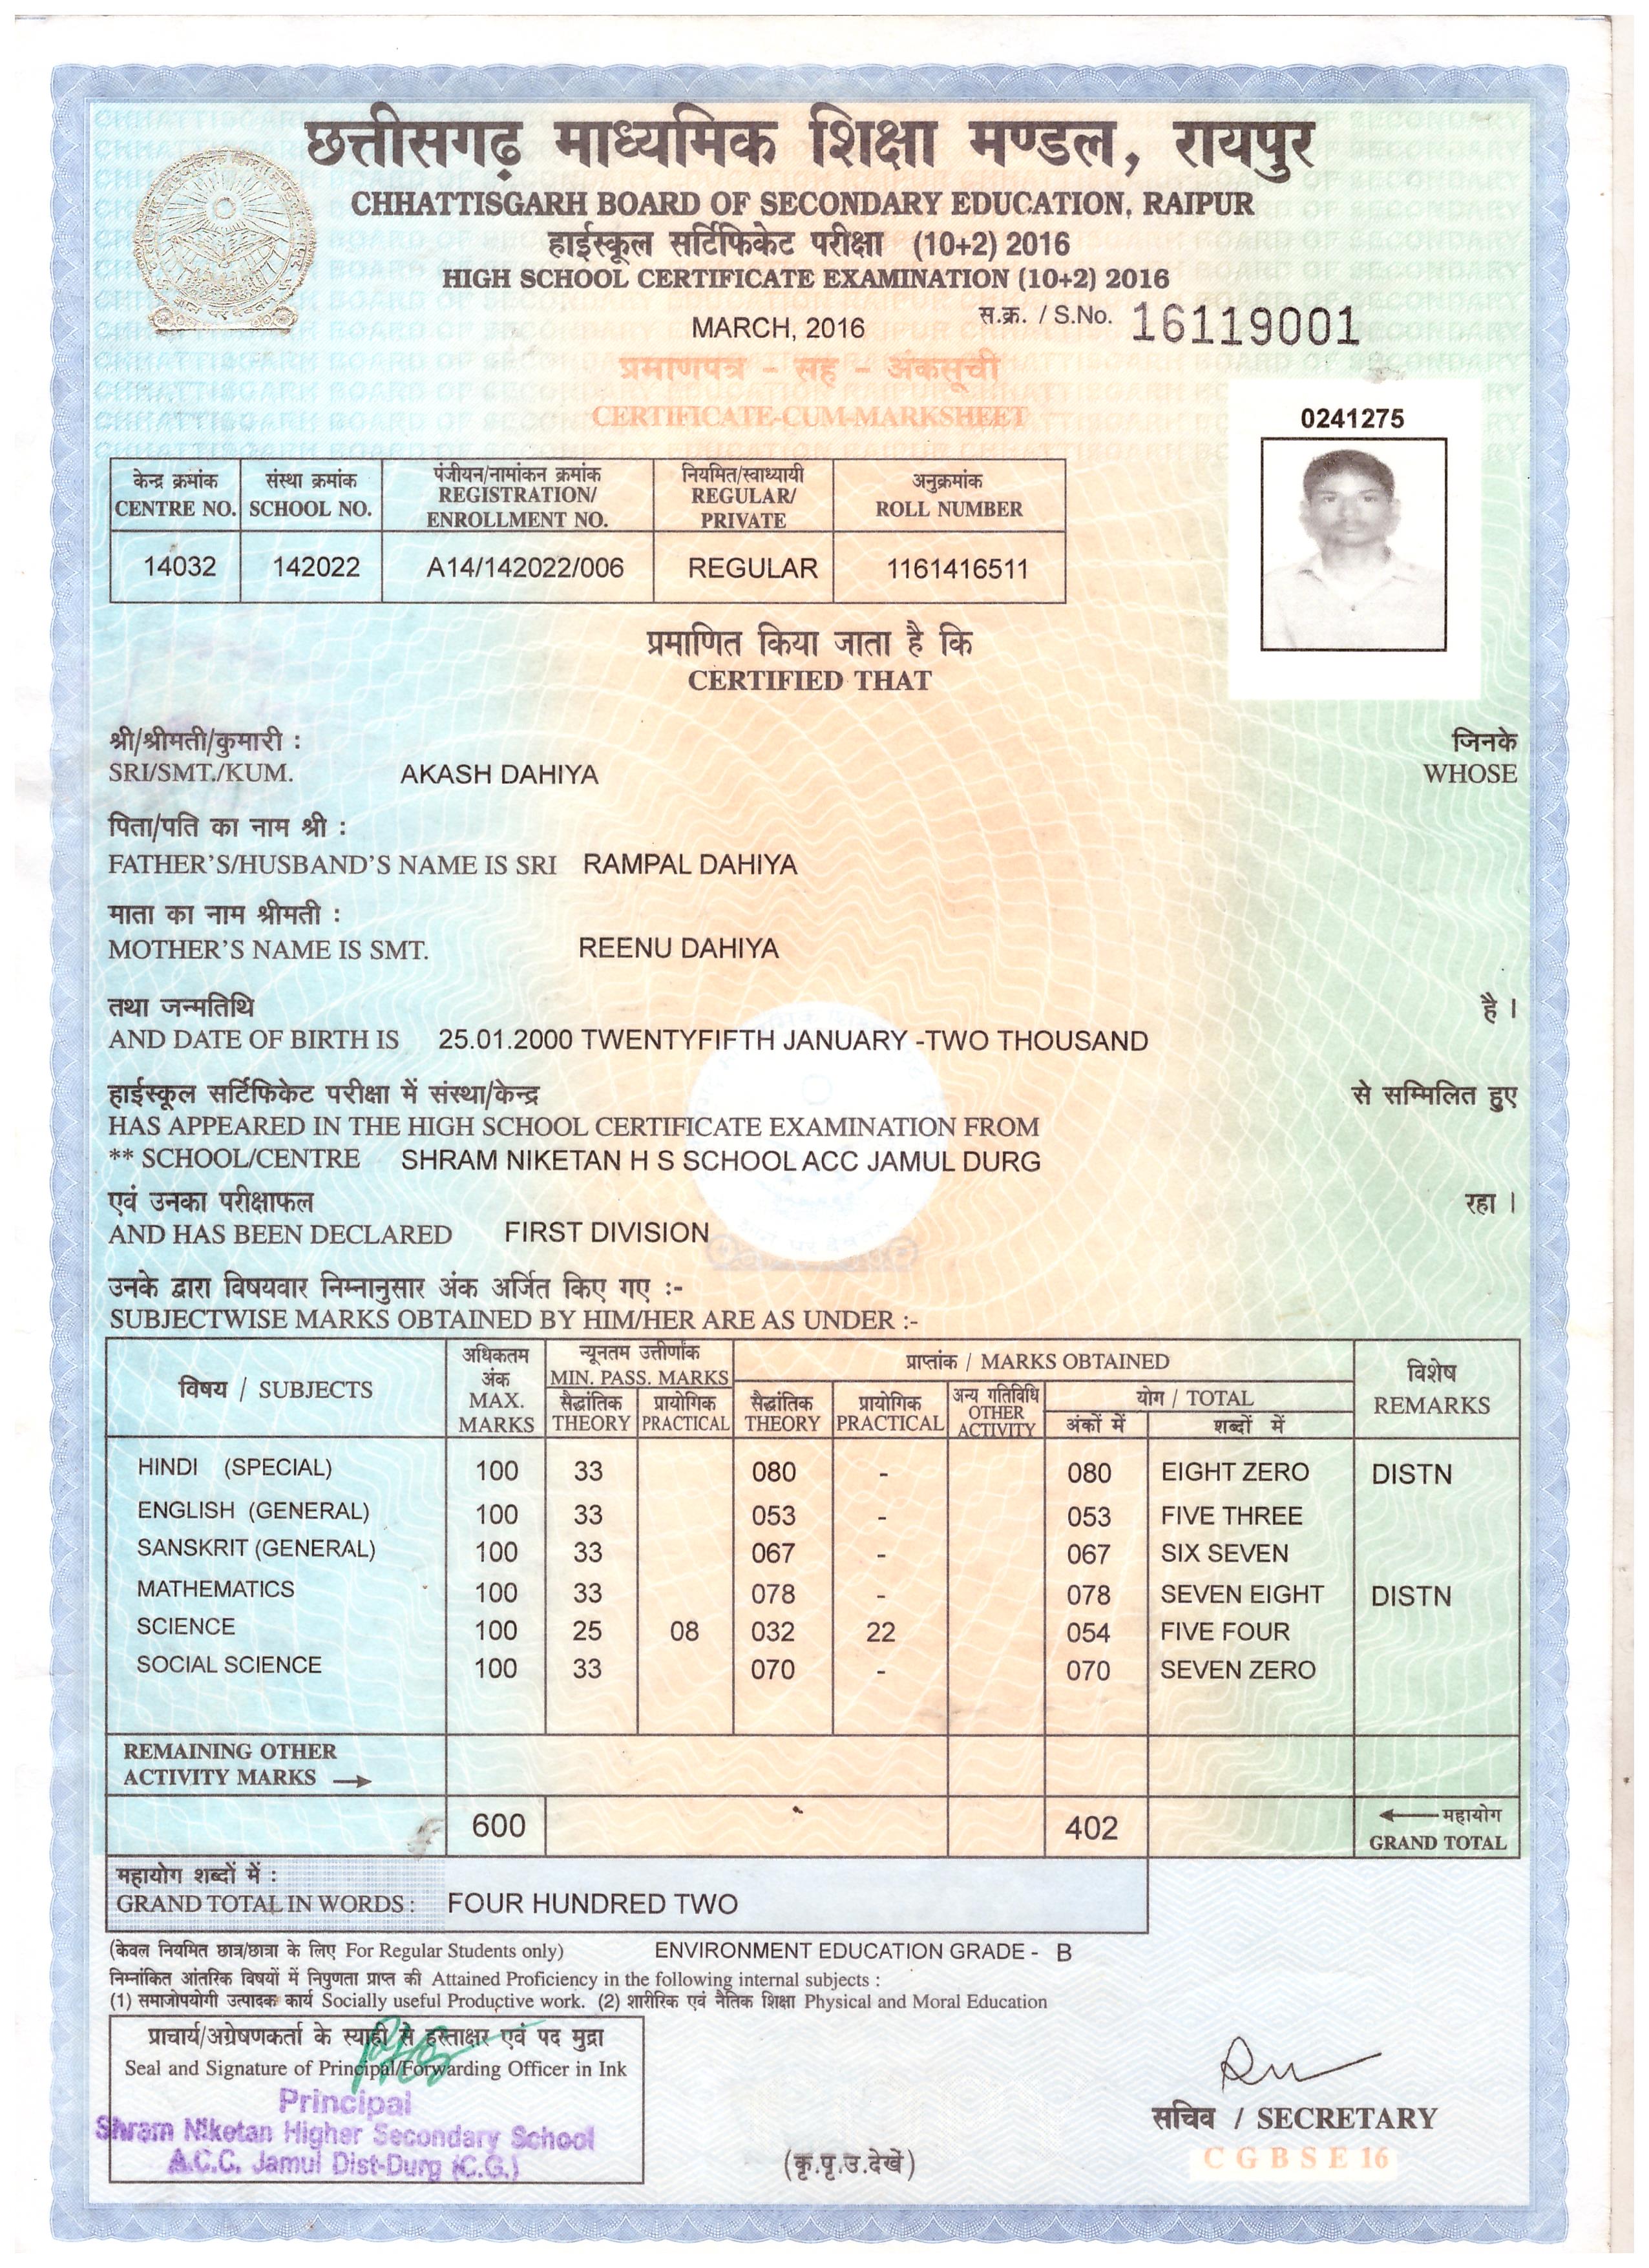 छत्तीसगढ़ माध्यमिक शिक्षा मण्डल, रायपुर
CHHATTISGARH BOARD OF SECONDARY EDUCATION, RAIPUR
हाईस्कूल सर्टिफिकेट परीक्षा (10+2) 2016
HIGH SCHOOL CERTIFICATE EXAMINATION (10+2) 2016
MARCH, 2016
स.क्र. / S.No. 16119001
प्रमाणपत्र - सह - अंकसूची
CERTIFICATE-CUM-MARKSHEET
0241275
केन्द्र क्रमांक संस्था क्रमांक पंजीयन/नामांकन क्रमांक नियमित/स्वाध्यायी अनुक्रमांक
CENTRE NO. SCHOOL NO. REGISTRATION/ ENROLLMENT NO. REGULAR/ PRIVATE ROLL NUMBER
14032 142022 A14/142022/006 REGULAR 1161416511
प्रमाणित किया जाता है कि
CERTIFIED THAT
श्री/श्रीमती/कुमारी : जिनके
SRI/SMT./KUM. AKASH DAHIYA WHOSE
पिता/पति का नाम श्री :
FATHER'S/HUSBAND'S NAME IS SRI RAMPAL DAHIYA
माता का नाम श्रीमती :
MOTHER'S NAME IS SMT. REENU DAHIYA
तथा जन्मतिथि है ।
AND DATE OF BIRTH IS 25.01.2000 TWENTYFIFTH JANUARY -TWO THOUSAND
हाईस्कूल सर्टिफिकेट परीक्षा में संस्था/केन्द्र से सम्मिलित हुए
HAS APPEARED IN THE HIGH SCHOOL CERTIFICATE EXAMINATION FROM
** SCHOOL/CENTRE SHRAM NIKETAN H S SCHOOL ACC JAMUL DURG
एवं उनका परीक्षाफल रहा ।
AND HAS BEEN DECLARED FIRST DIVISION
उनके द्वारा विषयवार निम्नानुसार अंक अर्जित किए गए :-
SUBJECTWISE MARKS OBTAINED BY HIM/HER ARE AS UNDER :-
विषय / SUBJECTS अधिकतम अंक MAX. MARKS न्यूनतम उत्तीर्णांक MIN. PASS. MARKS प्राप्तांक / MARKS OBTAINED विशेष REMARKS
सैद्धांतिक THEORY प्रायोगिक PRACTICAL सैद्धांतिक THEORY प्रायोगिक PRACTICAL अन्य गतिविधि OTHER ACTIVITY योग / TOTAL
अंकों में शब्दों में
HINDI (SPECIAL) 100 33 080 - 080 EIGHT ZERO DISTN
ENGLISH (GENERAL) 100 33 053 - 053 FIVE THREE
SANSKRIT (GENERAL) 100 33 067 - 067 SIX SEVEN
MATHEMATICS 100 33 078 - 078 SEVEN EIGHT DISTN
SCIENCE 100 25 08 032 22 054 FIVE FOUR
SOCIAL SCIENCE 100 33 070 - 070 SEVEN ZERO
REMAINING OTHER
ACTIVITY MARKS →
600 402 ← महायोग
GRAND TOTAL
महायोग शब्दों में :
GRAND TOTAL IN WORDS : FOUR HUNDRED TWO
(केवल नियमित छात्र/छात्रा के लिए For Regular Students only) ENVIRONMENT EDUCATION GRADE - B
निम्नांकित आंतरिक विषयों में निपुणता प्राप्त की Attained Proficiency in the following internal subjects :
(1) समाजोपयोगी उत्पादक कार्य Socially useful Productive work. (2) शारीरिक एवं नैतिक शिक्षा Physical and Moral Education
प्राचार्य/अग्रेषणकर्ता के स्याही से हस्ताक्षर एवं पद मुद्रा
Seal and Signature of Principal/Forwarding Officer in Ink
Principal
Shram Niketan Higher Secondary School
A.C.C. Jamul Dist-Durg (C.G.)
सचिव / SECRETARY
C G B S E 16
(कृ.पृ.उ.देखें)